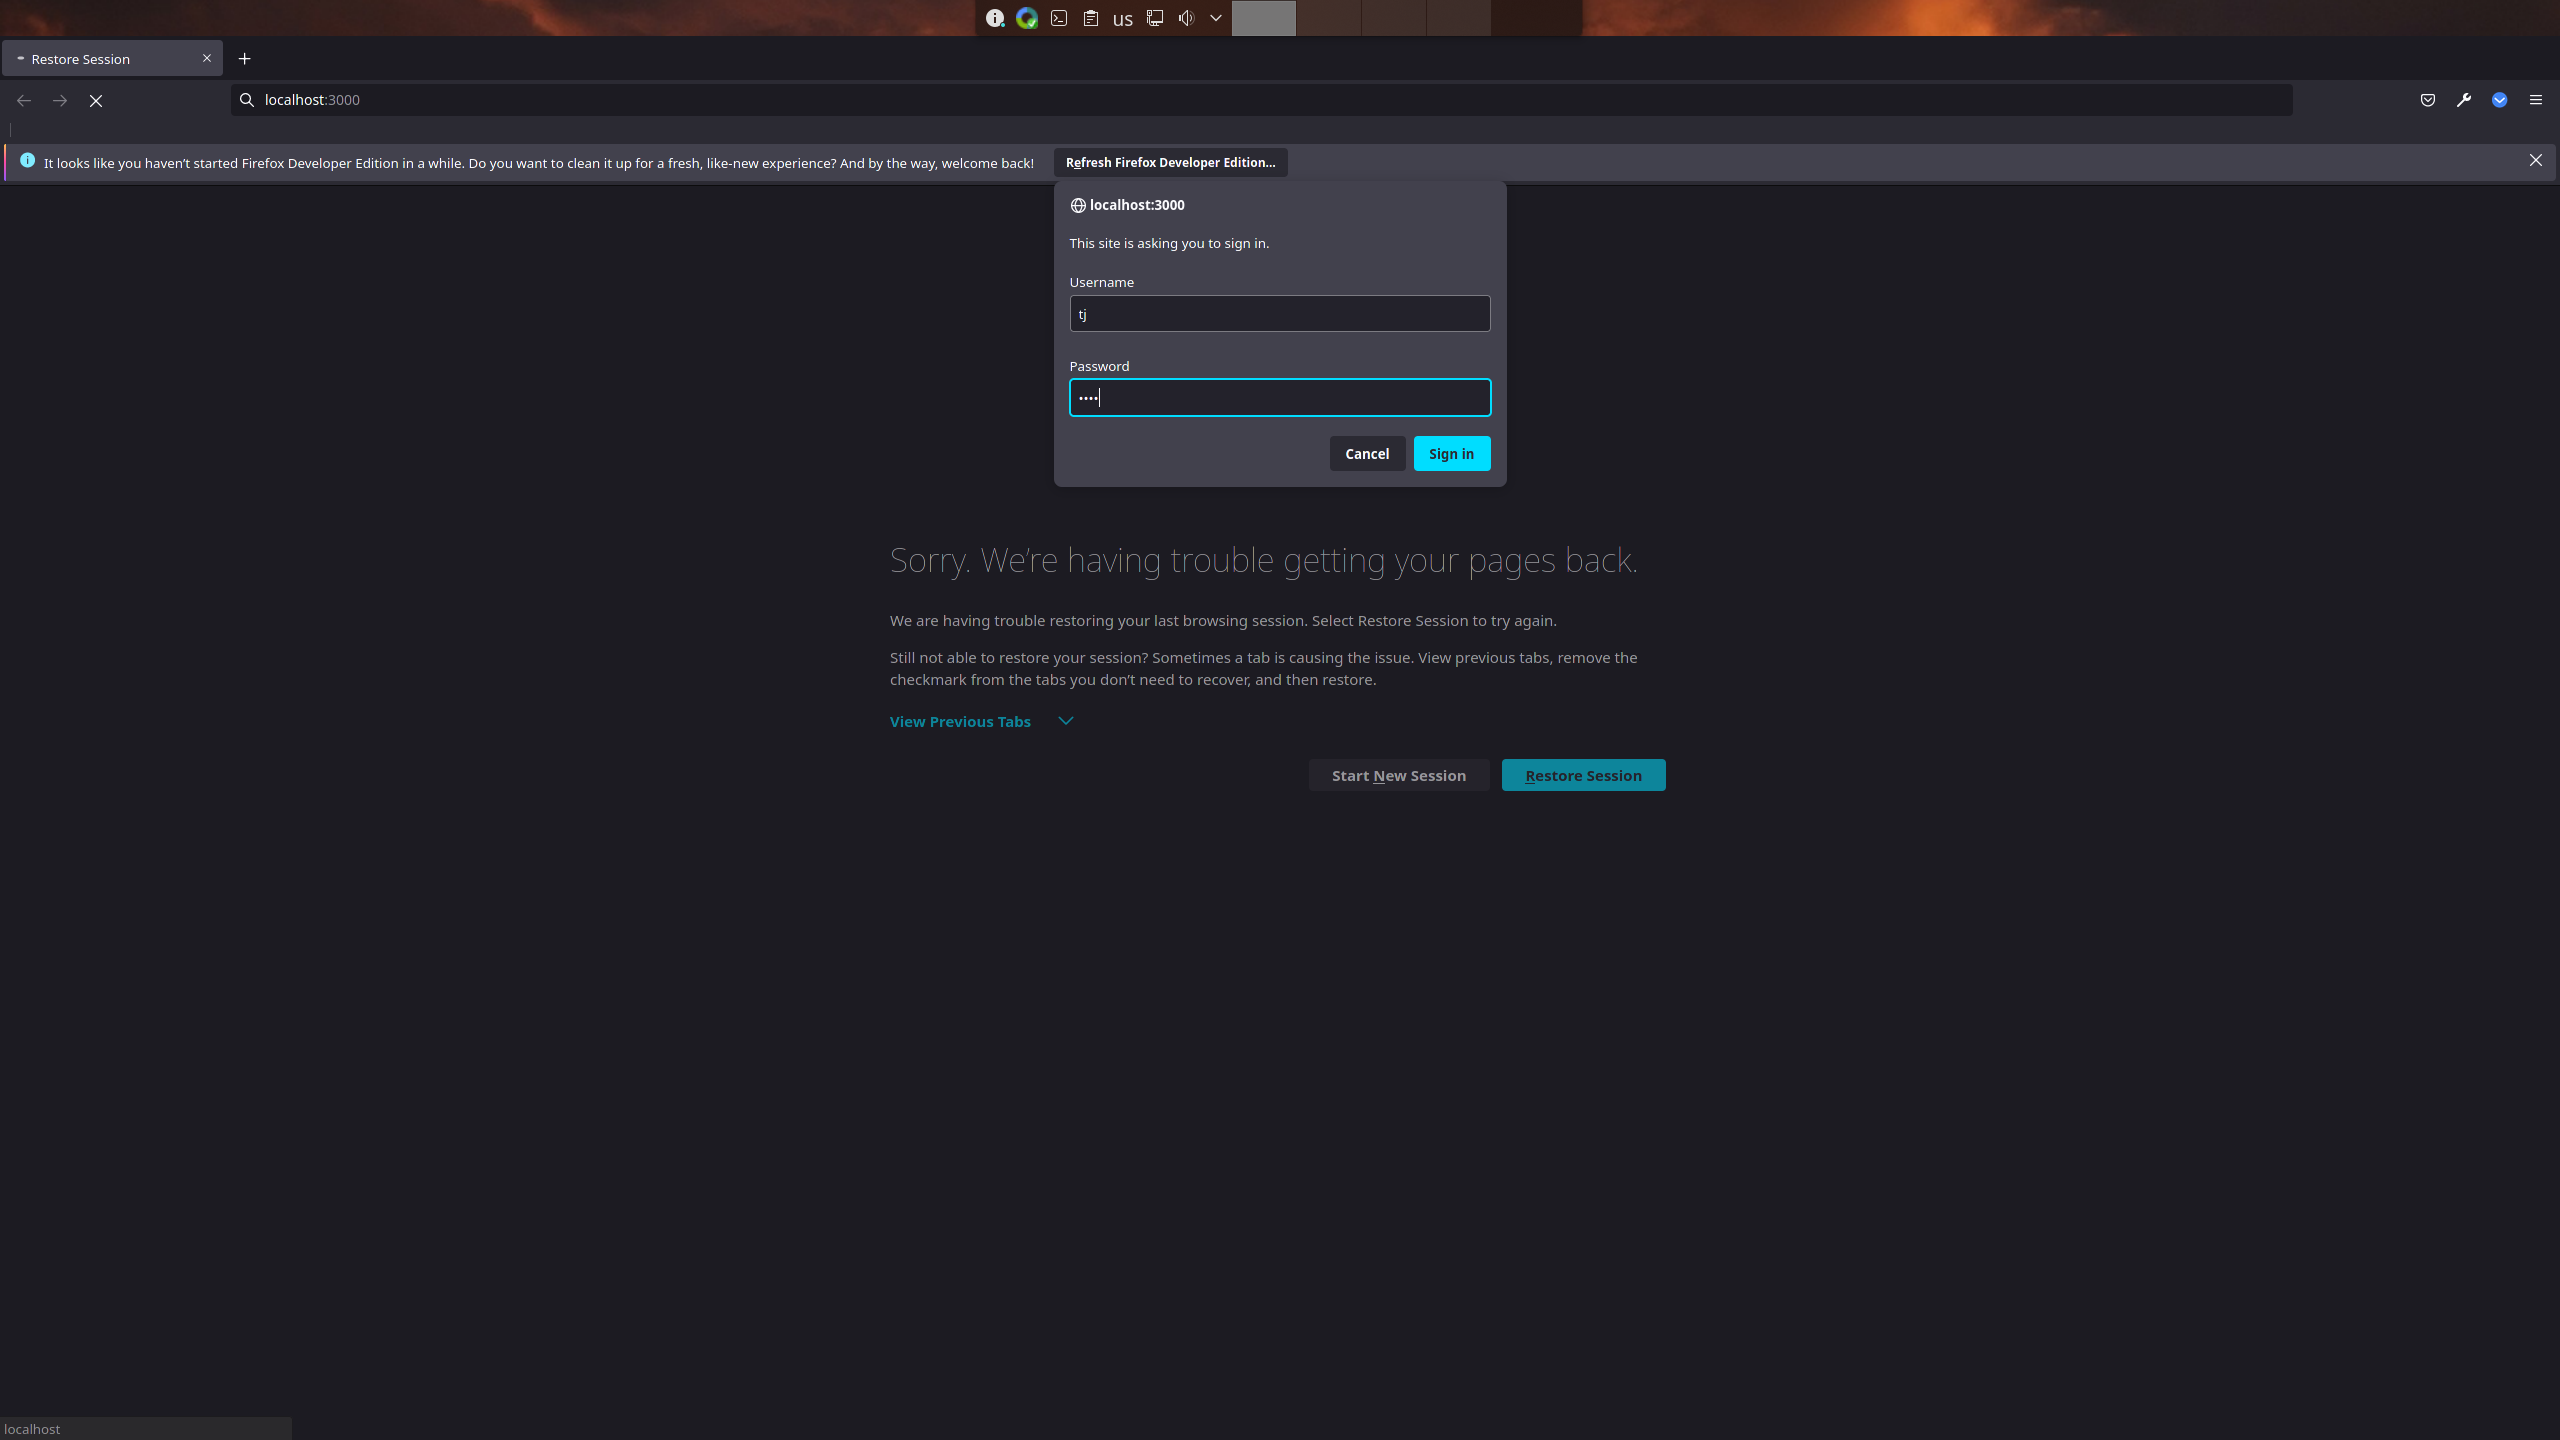 us
Restore Session
localhost:3000
It looks like you haven’t started Firefox Developer Edition in a while. Do you want to clean it up for a fresh, like-new experience? And by the way, welcome back!
Refresh Firefox Developer Edition...
localhost:3000
This site is asking you to sign in.
Username
tj
Password
••••
Cancel
Sign in
Sorry. We’re having trouble getting your pages back.
We are having trouble restoring your last browsing session. Select Restore Session to try again.
Still not able to restore your session? Sometimes a tab is causing the issue. View previous tabs, remove the
checkmark from the tabs you don’t need to recover, and then restore.
View Previous Tabs
Start New Session
Restore Session
localhost